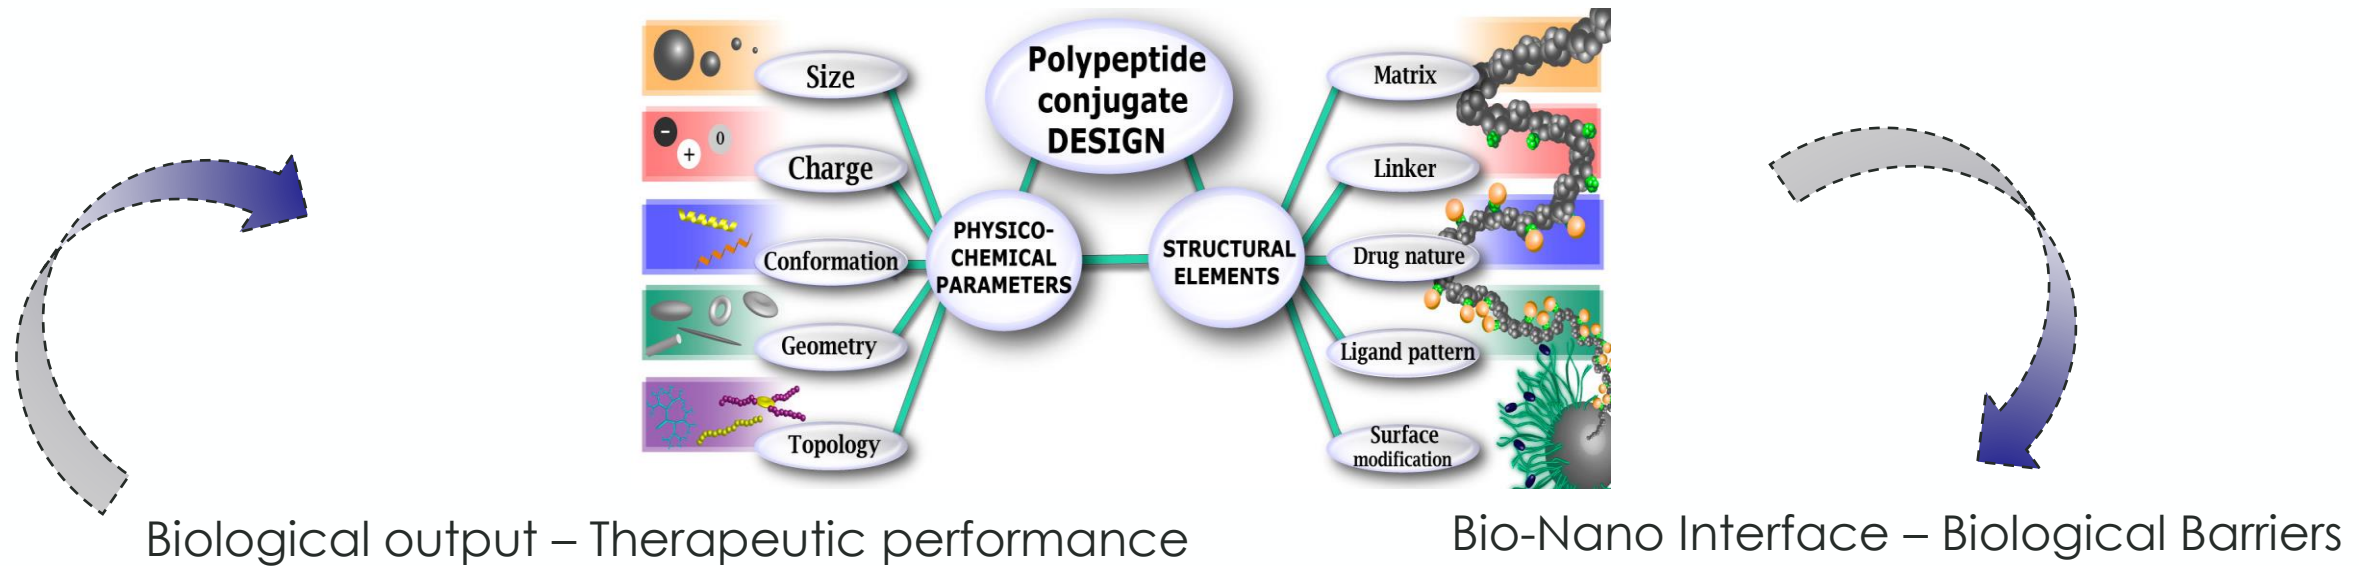 Polypeptide
conjugate
DESIGN
PHYSICO-
CHEMICAL
PARAMETERS
Size
Charge
Conformation
Geometry
Topology
−
+
0
STRUCTURAL
ELEMENTS
Matrix
Linker
Drug nature
Ligand pattern
Surface
modification
Biological output – Therapeutic performance
Bio-Nano Interface – Biological Barriers